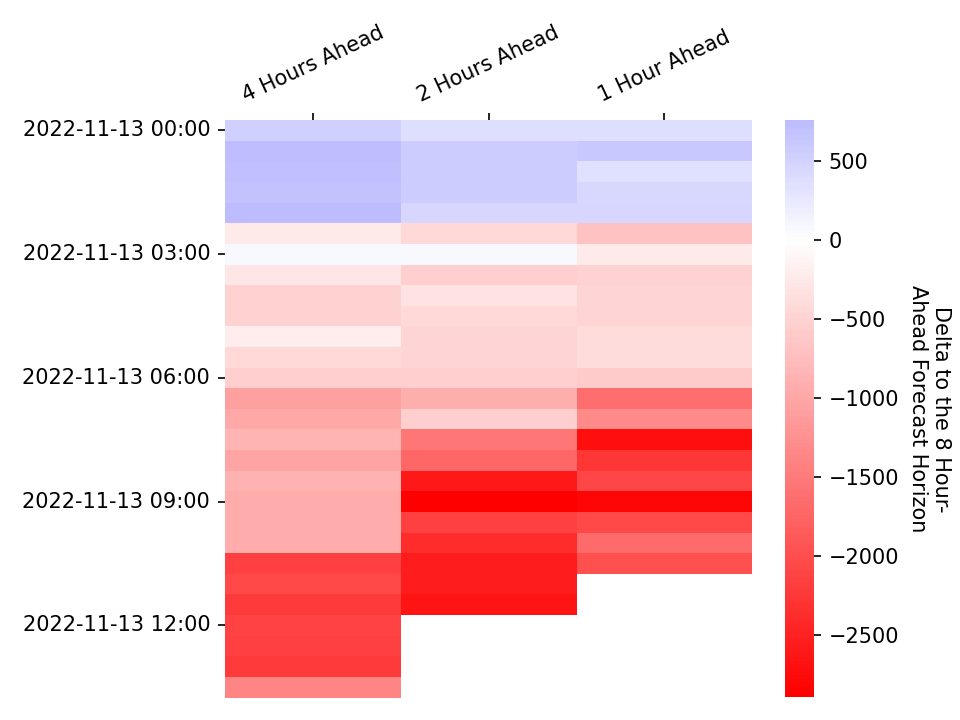 4 Hours Ahead
2 Hours Ahead
1 Hour Ahead
2022-11-13 00:00
2022-11-13 03:00
2022-11-13 06:00
2022-11-13 09:00
2022-11-13 12:00
500
0
−500
−1000
−1500
−2000
−2500
Delta to the 8 Hour-
Ahead Forecast Horizon